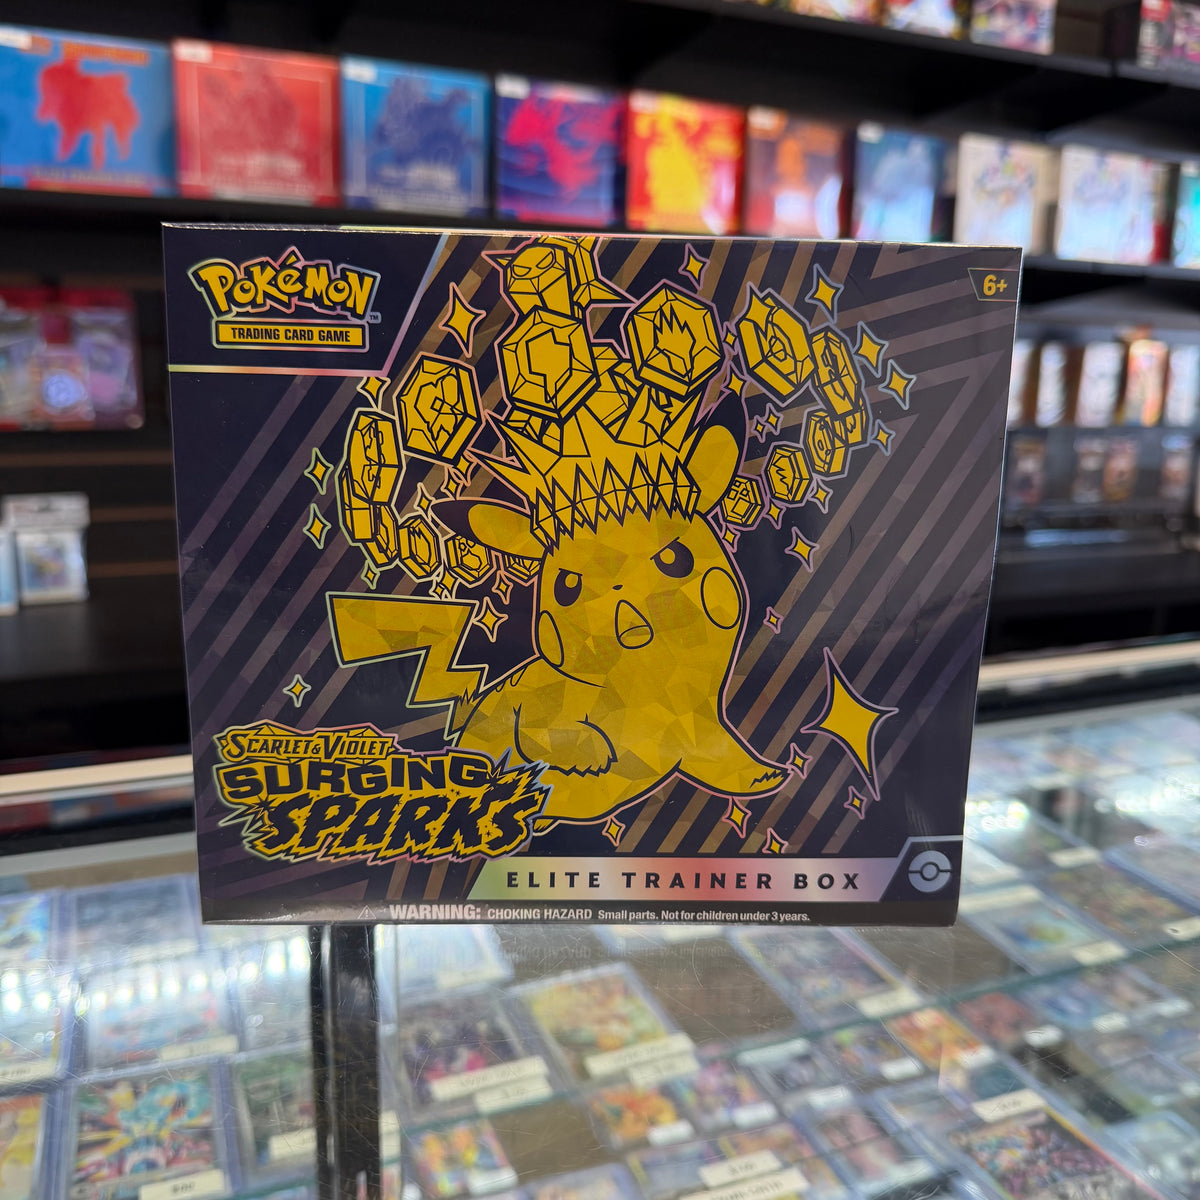 POKéMON™
TRADING CARD GAME
6+
SCARLET & VIOLET
SURGING
SPARKS
ELITE TRAINER BOX
WARNING: CHOKING HAZARD Small parts. Not for children under 3 years.